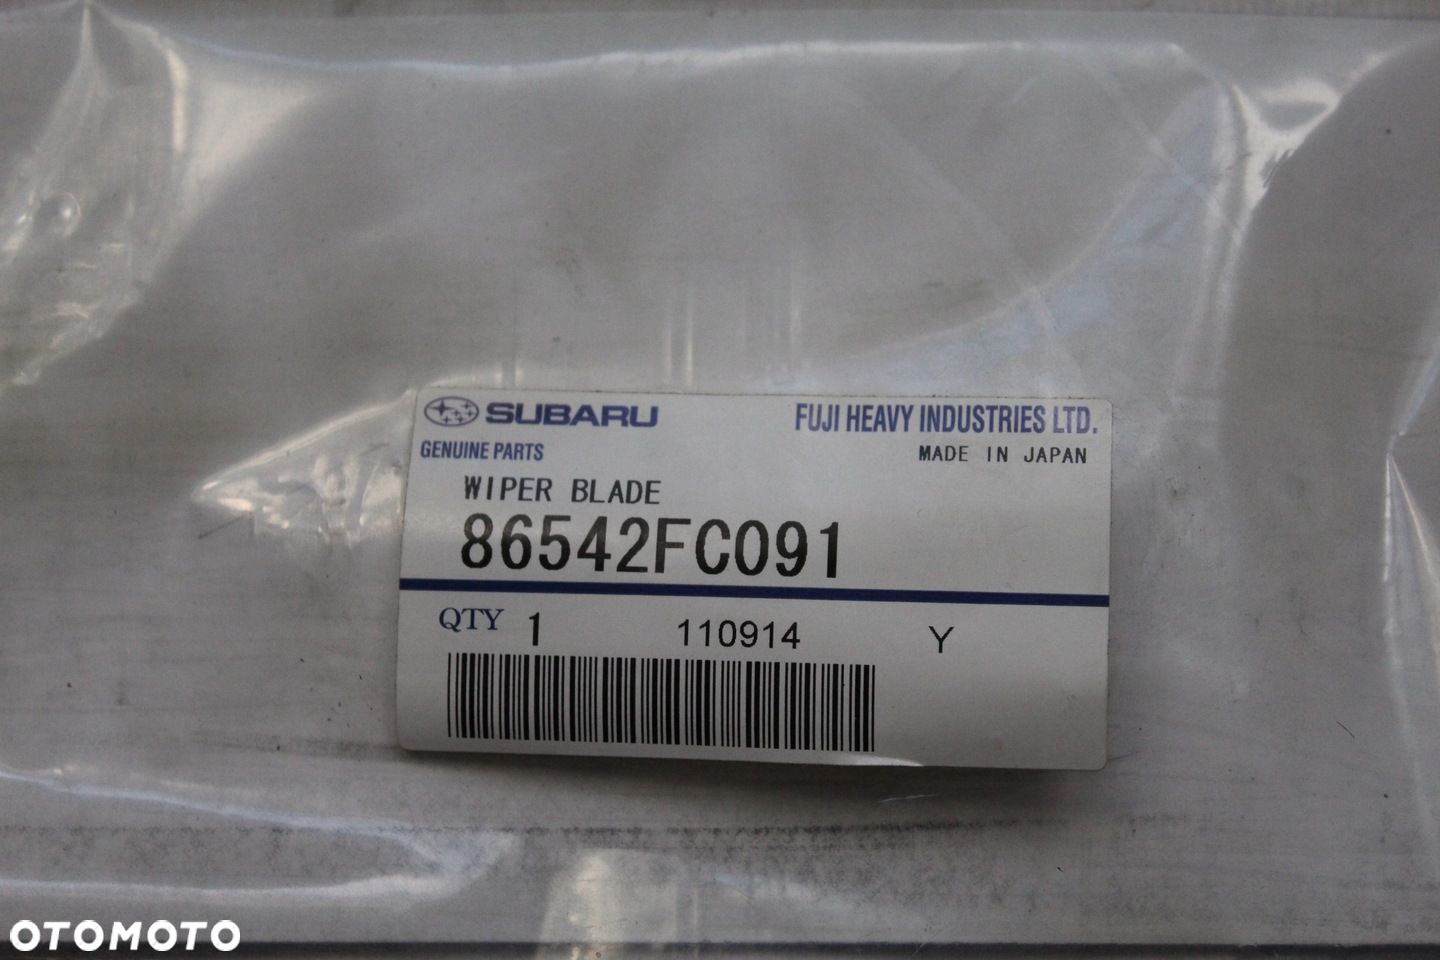 SUBARU FUJI HEAVY INDUSTRIES LTD.
GENUINE PARTS MADE IN JAPAN
WIPER BLADE
86542FC091
QTY 1 110914 Y
OTOMOTO